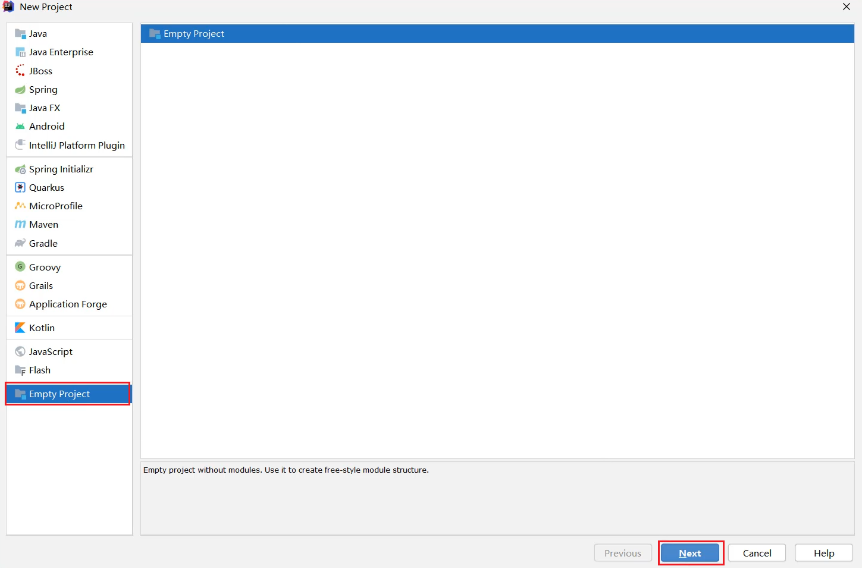 New Project
Java
Java Enterprise
JBoss
Spring
Java FX
Android
IntelliJ Platform Plugin
Spring Initializr
Quarkus
MicroProfile
Maven
Gradle
Groovy
Grails
Application Forge
Kotlin
JavaScript
Flash
Empty Project
Empty Project
Empty project without modules. Use it to create free-style module structure.
Previous
Next
Cancel
Help